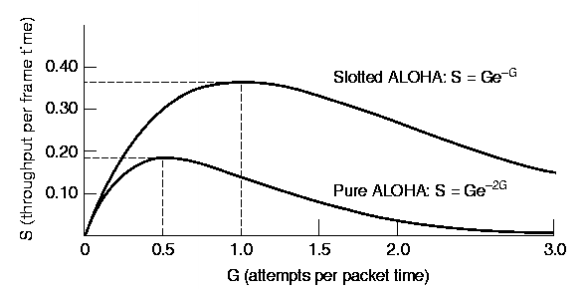 S (throughput per frame time)
0.40
0.30
0.20
0.10
Slotted ALOHA: S = Ge–G
Pure ALOHA: S = Ge–2G
0
0.5
1.0
1.5
2.0
3.0
G (attempts per packet time)